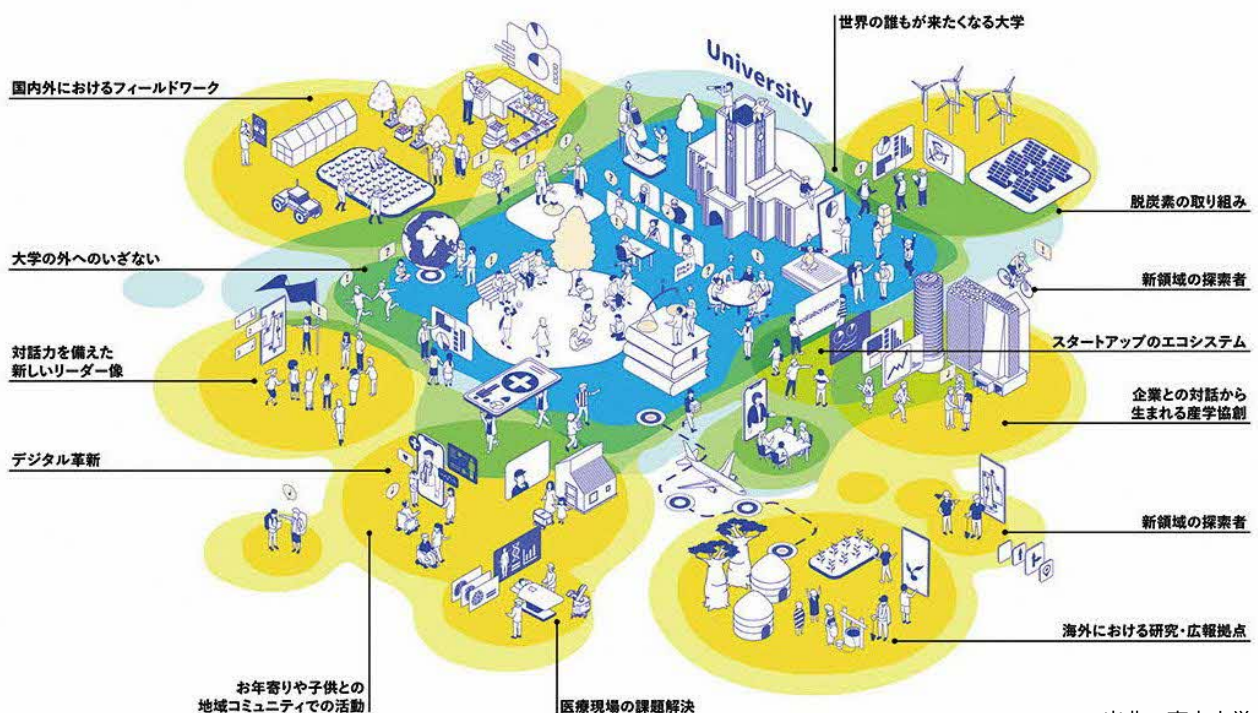 世界の誰もが来たくなる大学
University
国内外におけるフィールドワーク
脱炭素の取り組み
大学の外へのいざない
新領域の探索者
collaboration
スタートアップのエコシステム
対話力を備えた
新しいリーダー像
企業との対話から
生まれる産学協創
デジタル革新
新領域の探索者
海外における研究・広報拠点
お年寄りや子供との
地域コミュニティでの活動
医療現場の課題解決